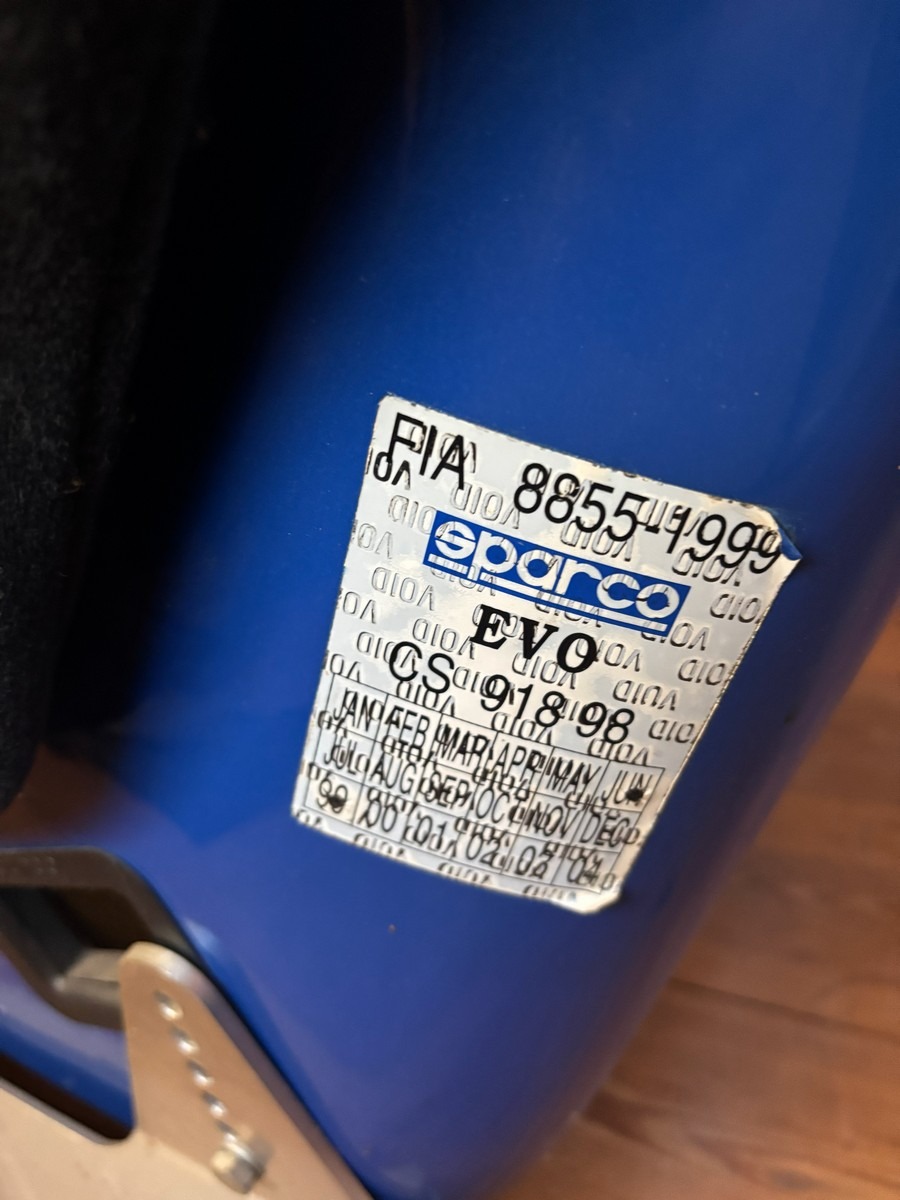 FIA 8855-1999
sparco
EVO
CS 918 98
JAN FEB MAR APR MAY JUN
JUL AUG SEP OCT NOV DEC
99 00 01 02 03 04